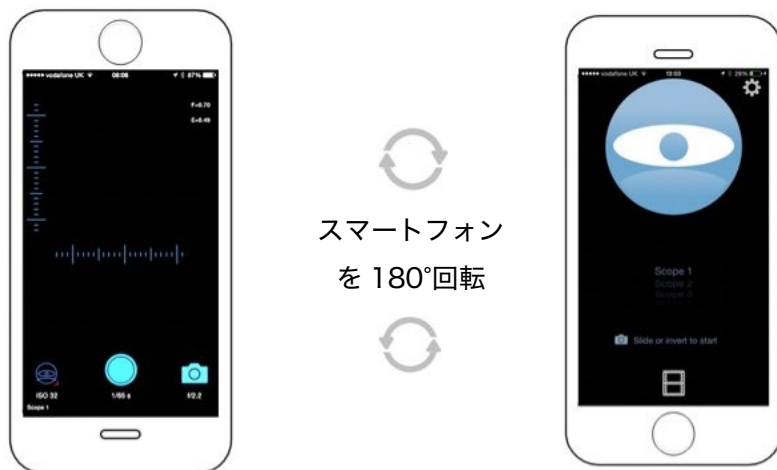 vodafone UK 08:06 87%
F=0.70
E=0.49
ISO 32 1/65 s f/2.2
Scope 1
スマートフォン
を 180°回転
vodafone UK 13:03 26%
Scope 1
Scope 2
Scope 3
Slide or invert to start